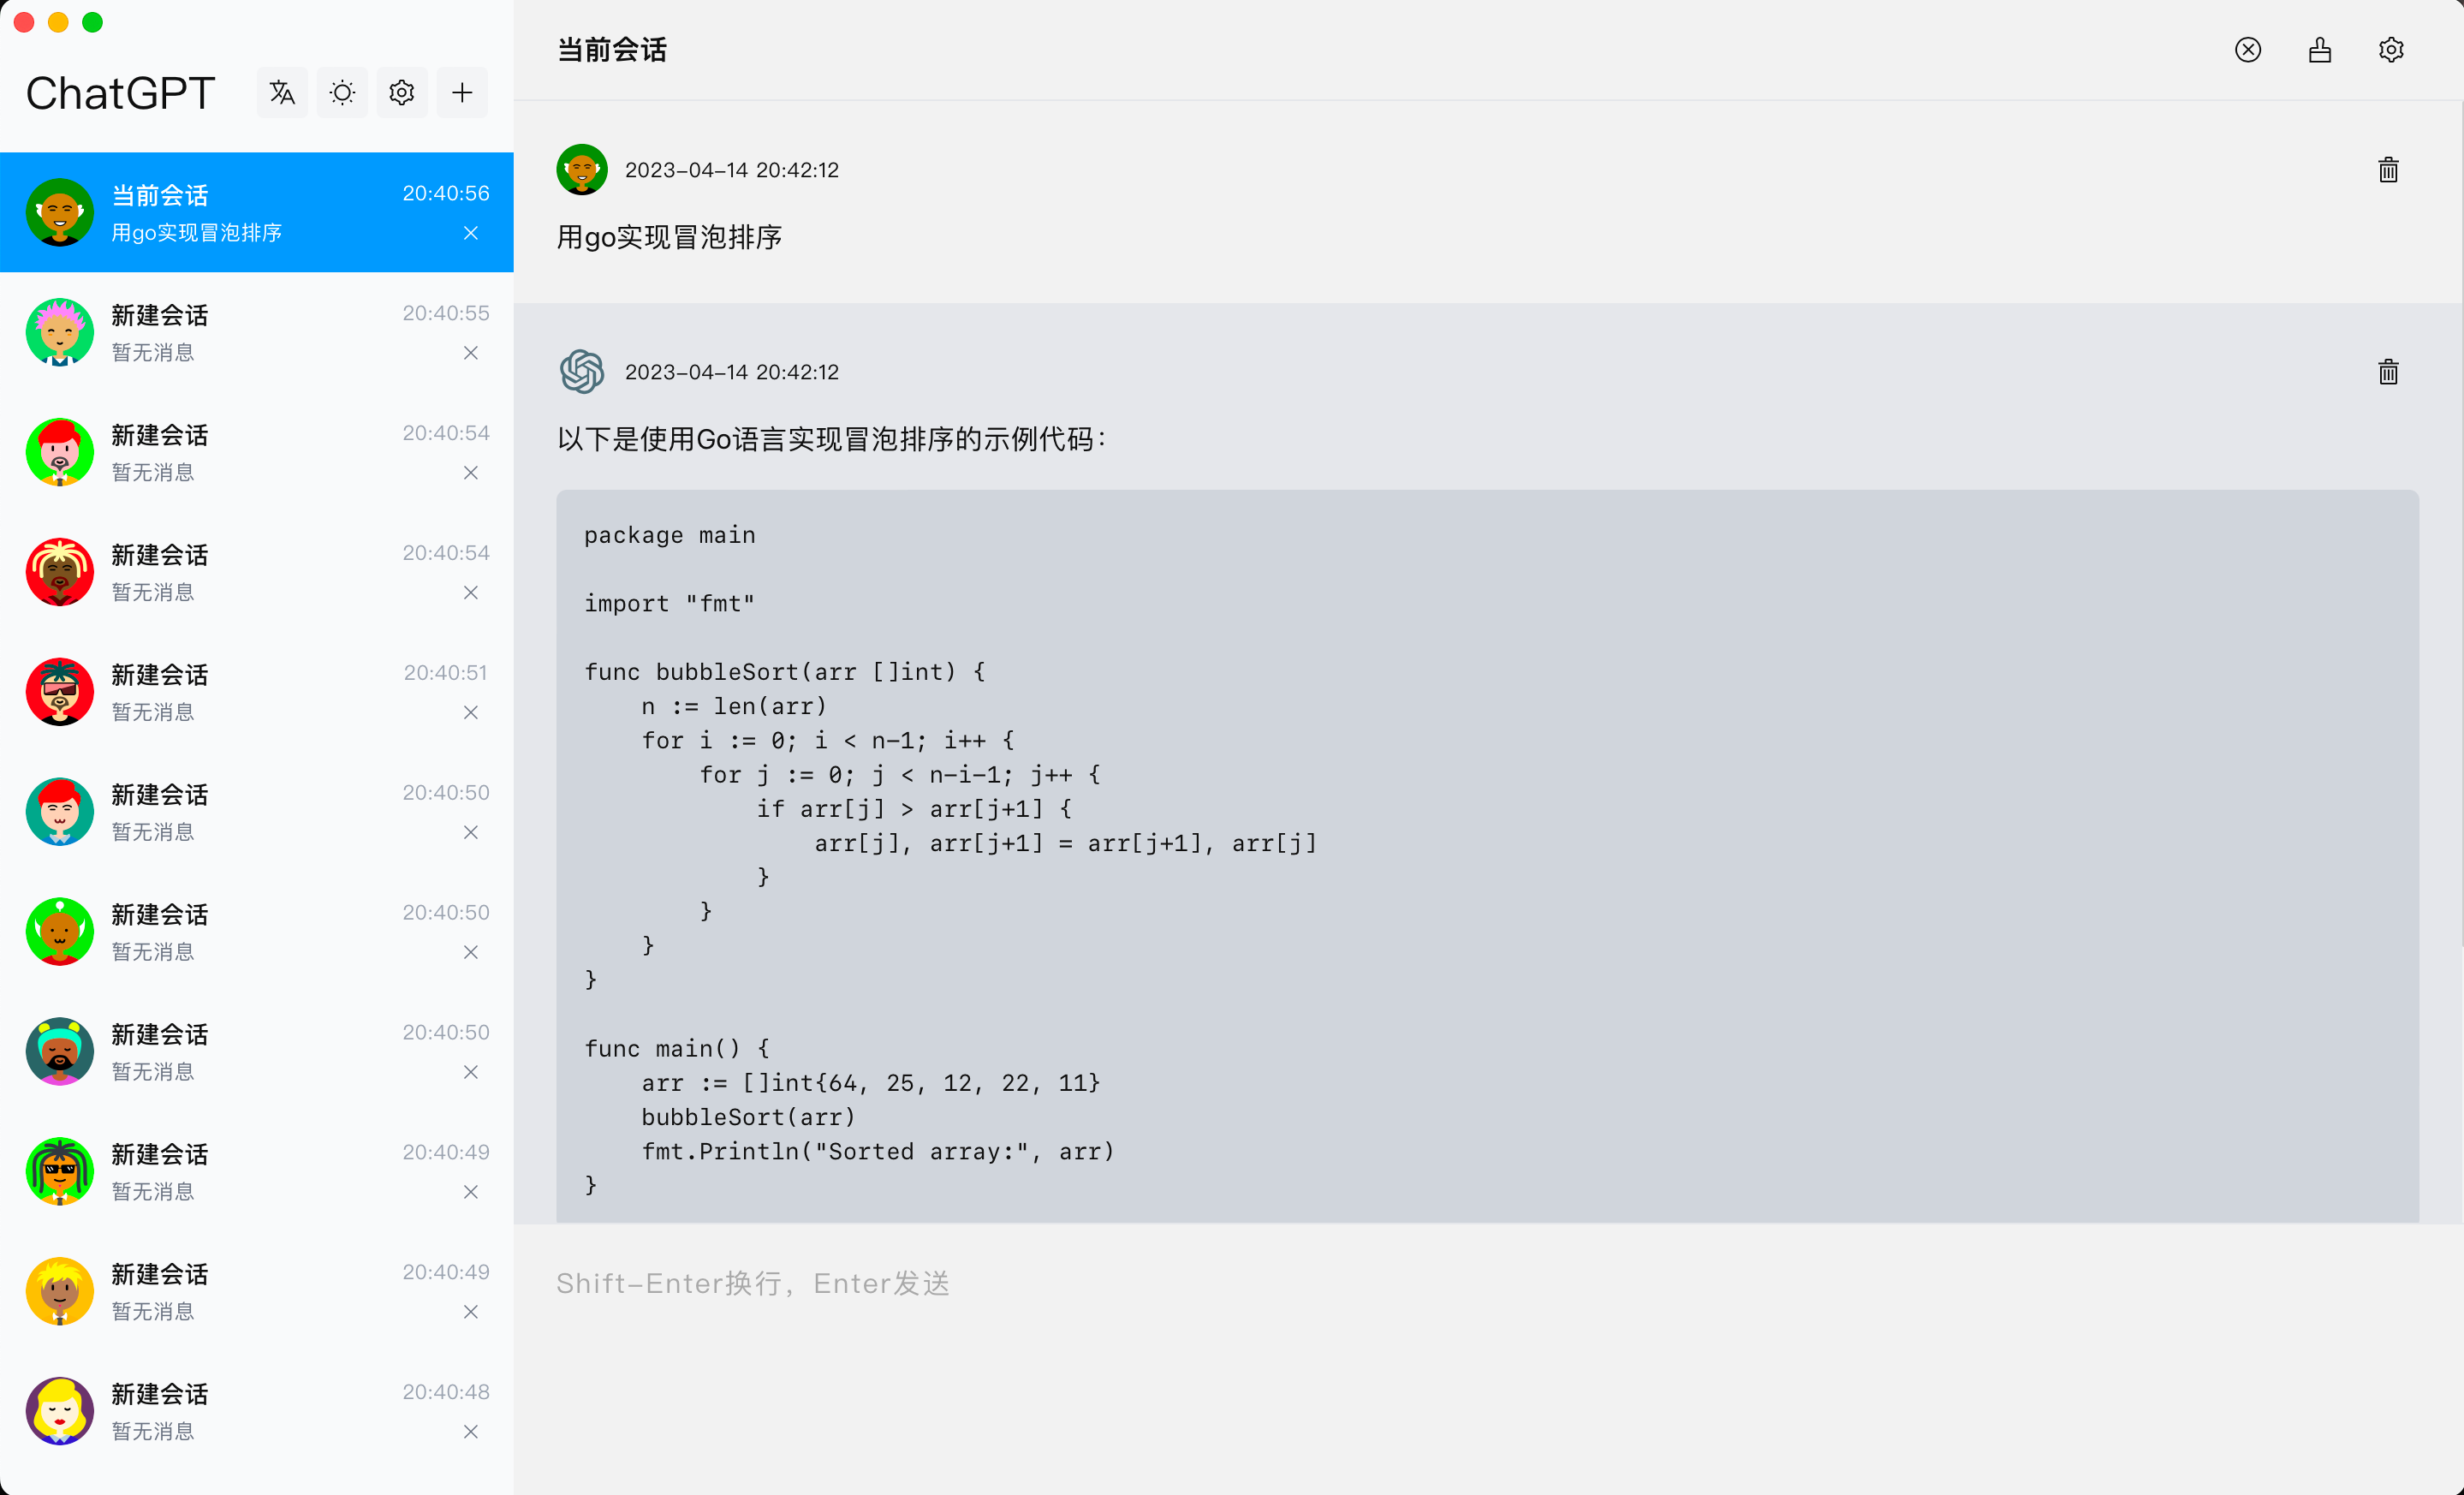 ChatGPT
当前会话
20:40:56
用go实现冒泡排序
新建会话
20:40:55
暂无消息
新建会话
20:40:54
暂无消息
新建会话
20:40:54
暂无消息
新建会话
20:40:51
暂无消息
新建会话
20:40:50
暂无消息
新建会话
20:40:50
暂无消息
新建会话
20:40:50
暂无消息
新建会话
20:40:49
暂无消息
新建会话
20:40:49
暂无消息
新建会话
20:40:48
暂无消息
当前会话
2023-04-14 20:42:12
用go实现冒泡排序
2023-04-14 20:42:12
以下是使用Go语言实现冒泡排序的示例代码：
package main
import "fmt"
func bubbleSort(arr []int) {
    n := len(arr)
    for i := 0; i < n-1; i++ {
        for j := 0; j < n-i-1; j++ {
            if arr[j] > arr[j+1] {
                arr[j], arr[j+1] = arr[j+1], arr[j]
            }
        }
    }
}
func main() {
    arr := []int{64, 25, 12, 22, 11}
    bubbleSort(arr)
    fmt.Println("Sorted array:", arr)
}
Shift-Enter换行，Enter发送